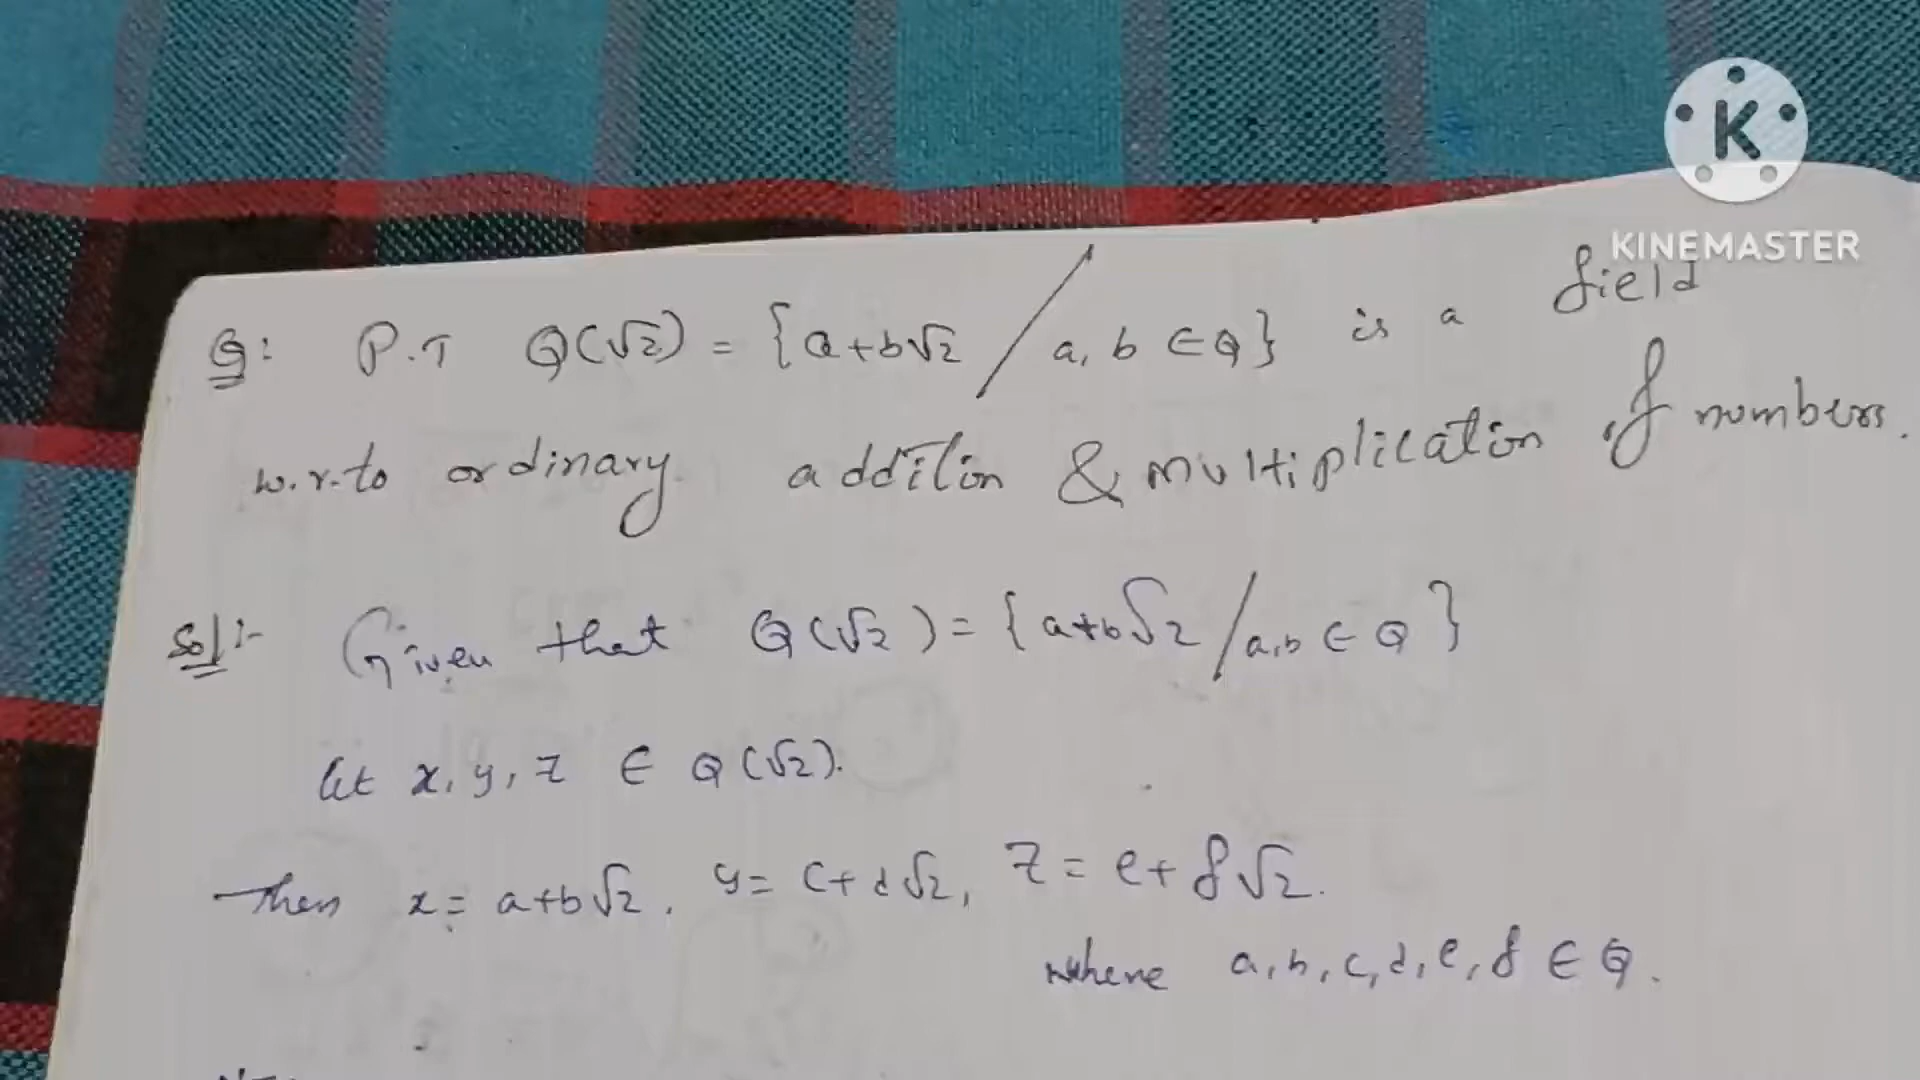 K
KINEMASTER
Q: P.T Q(√2) = {a+b√2 / a, b ∈ Q} is a field
w.r.to ordinary addition & multiplication of numbers.
Sol:- Given that Q(√2) = {a+b√2 / a,b ∈ Q}
let x, y, z ∈ Q(√2).
Then x = a+b√2, y = c+d√2, z = e+f√2.
where a, b, c, d, e, f ∈ Q.